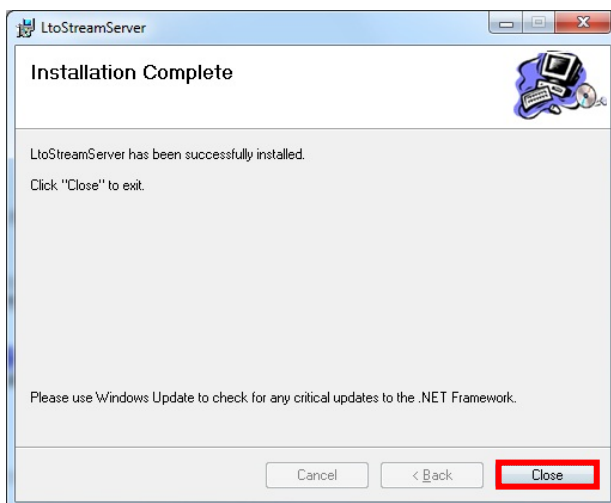 LtoStreamServer
Installation Complete
LtoStreamServer has been successfully installed.
Click "Close" to exit.
Please use Windows Update to check for any critical updates to the .NET Framework.
Cancel
< Back
Close